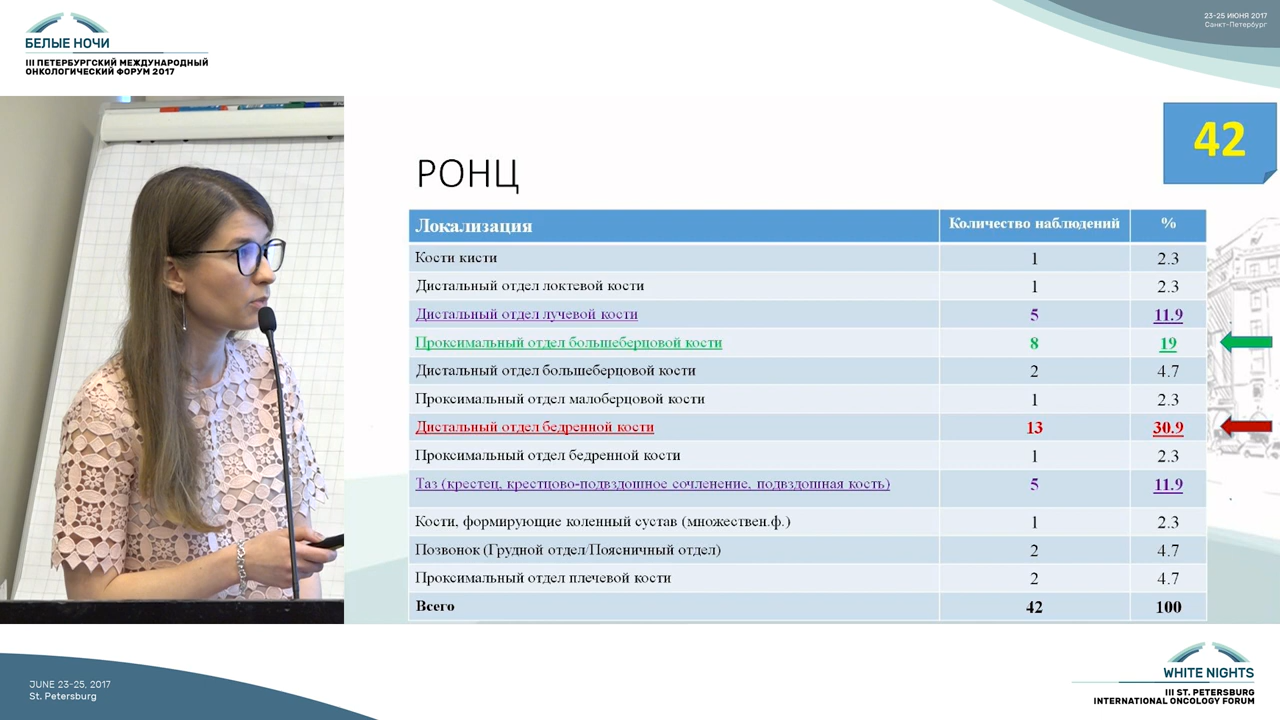 БЕЛЫЕ НОЧИ
III ПЕТЕРБУРГСКИЙ МЕЖДУНАРОДНЫЙ
ОНКОЛОГИЧЕСКИЙ ФОРУМ 2017
23-25 ИЮНЯ 2017
Санкт-Петербург
42
РОНЦ
Локализация Количество наблюдений %
Кости кисти 1 2.3
Дистальный отдел локтевой кости 1 2.3
Дистальный отдел лучевой кости 5 11.9
Проксимальный отдел большеберцовой кости 8 19
Дистальный отдел большеберцовой кости 2 4.7
Проксимальный отдел малоберцовой кости 1 2.3
Дистальный отдел бедренной кости 13 30.9
Проксимальный отдел бедренной кости 1 2.3
Таз (крестец, крестцово-подвздошное сочленение, подвздошная кость) 5 11.9
Кости, формирующие коленный сустав (множествен.ф.) 1 2.3
Позвонок (Грудной отдел/Поясничный отдел) 2 4.7
Проксимальный отдел плечевой кости 2 4.7
Всего 42 100
JUNE 23-25, 2017
St. Petersburg
WHITE NIGHTS
III ST. PETERSBURG
INTERNATIONAL ONCOLOGY FORUM